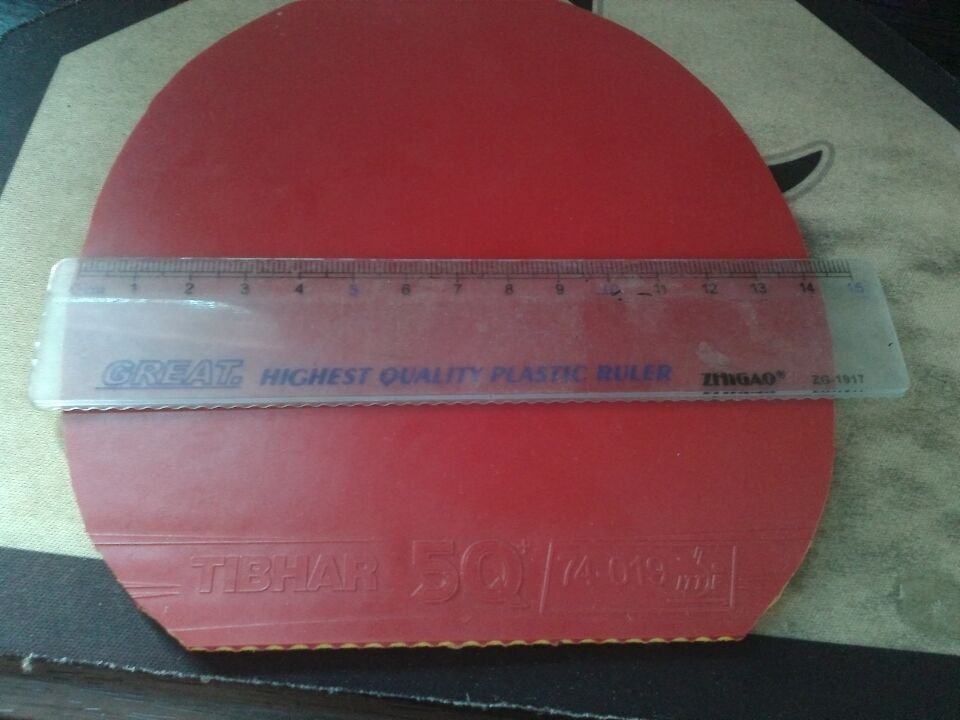 1 2 3 4 5 6 7 8 9 10 11 12 13 14 15
GREAT. HIGHEST QUALITY PLASTIC RULER ZHIGAO® ZG-1917
TIBHAR 5Q+ 74-019 ITTF